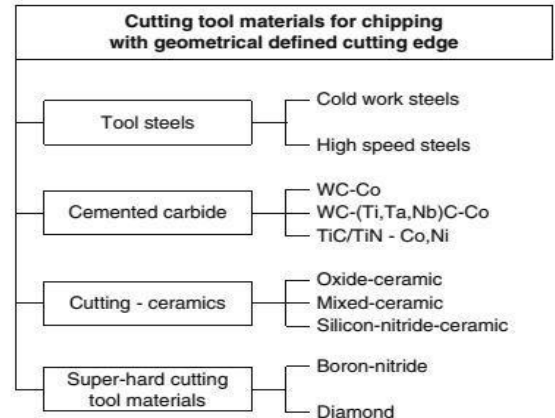 Cutting tool materials for chipping
with geometrical defined cutting edge
Tool steels
Cold work steels
High speed steels
Cemented carbide
WC-Co
WC-(Ti,Ta,Nb)C-Co
TiC/TiN - Co,Ni
Cutting - ceramics
Oxide-ceramic
Mixed-ceramic
Silicon-nitride-ceramic
Super-hard cutting
tool materials
Boron-nitride
Diamond